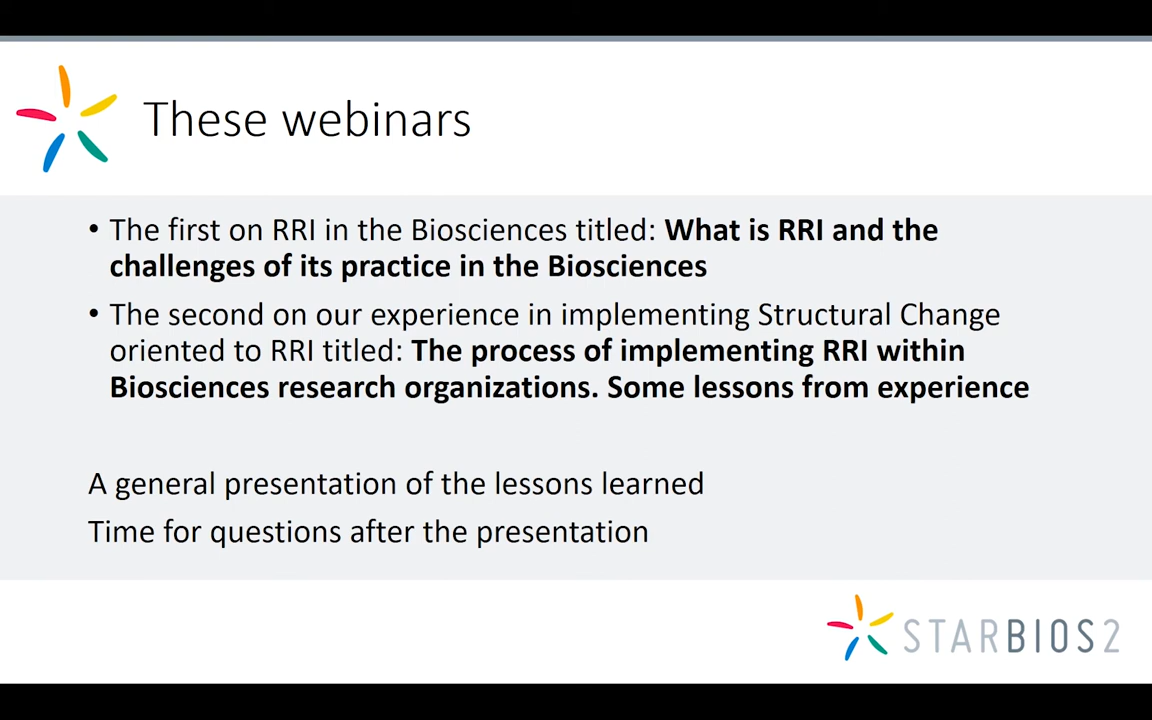 These webinars
• The first on RRI in the Biosciences titled: What is RRI and the
challenges of its practice in the Biosciences
• The second on our experience in implementing Structural Change
oriented to RRI titled: The process of implementing RRI within
Biosciences research organizations. Some lessons from experience
A general presentation of the lessons learned
Time for questions after the presentation
STARBIOS2